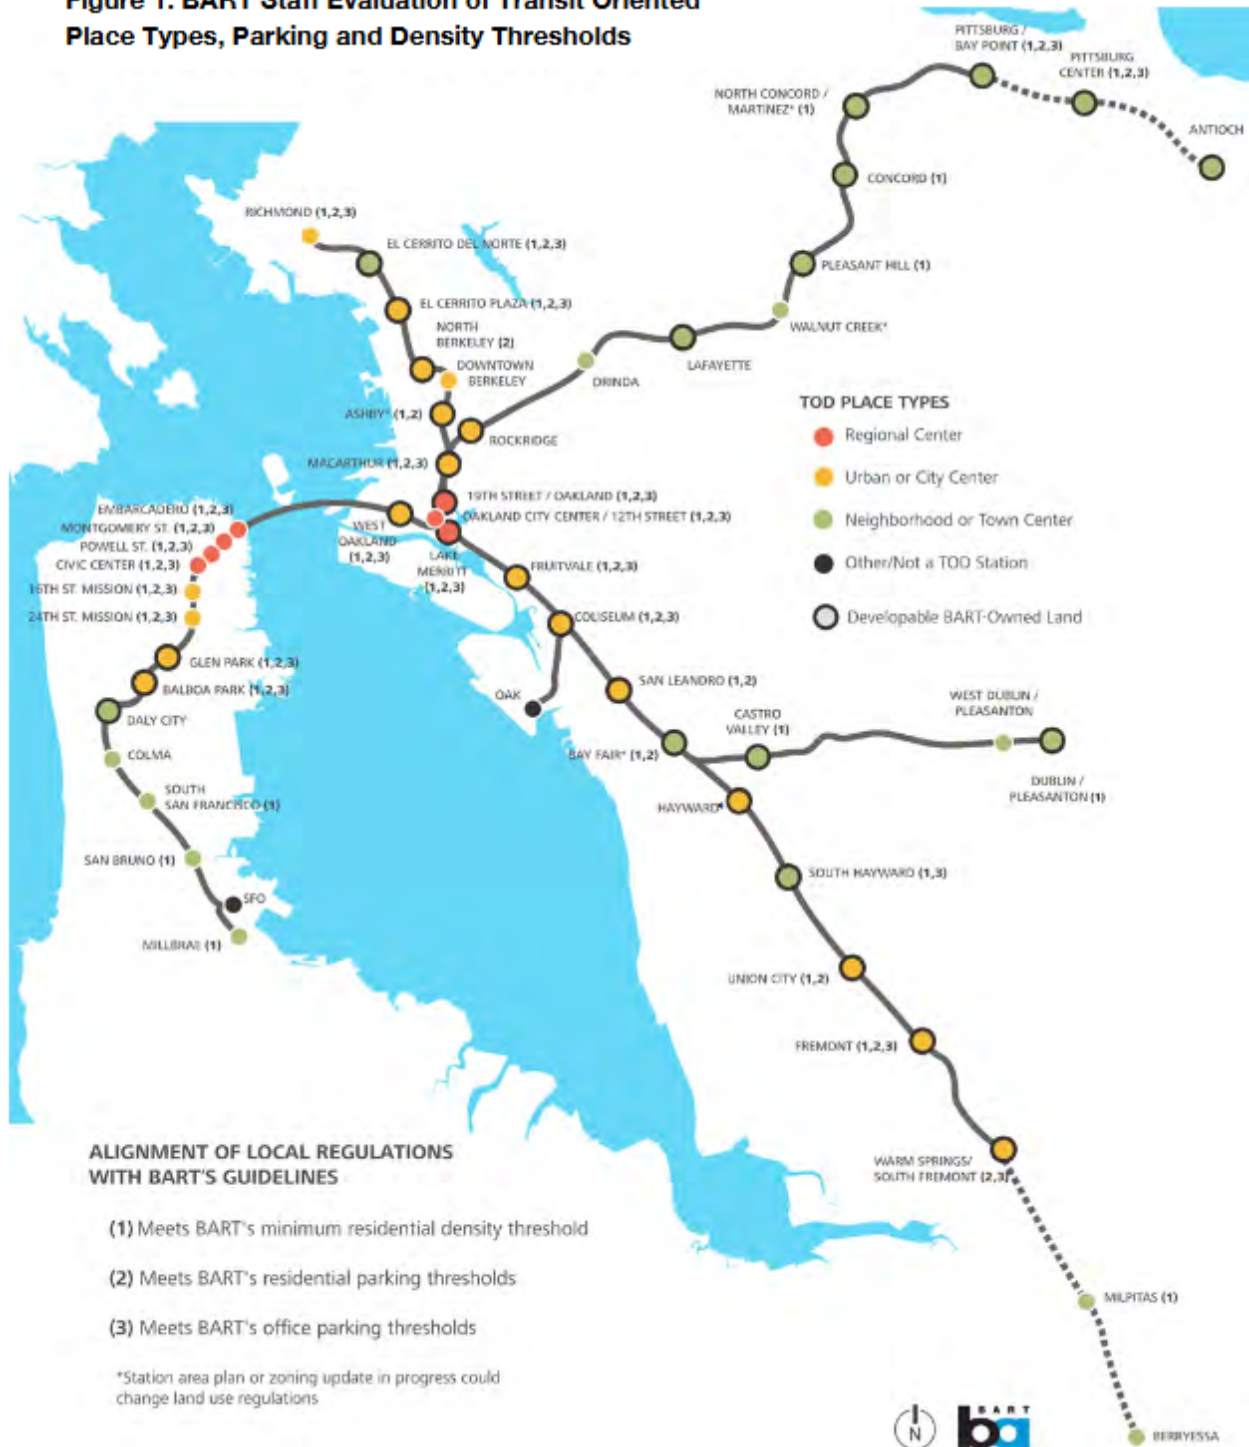 Figure 1. BART Staff Evaluation of Transit Oriented
Place Types, Parking and Density Thresholds
PITTSBURG /
BAY POINT (1,2,3)
PITTSBURG
CENTER (1,2,3)
NORTH CONCORD /
MARTINEZ* (1)
ANTIOCH
CONCORD (1)
RICHMOND (1,2,3)
EL CERRITO DEL NORTE (1,2,3)
PLEASANT HILL (1)
EL CERRITO PLAZA (1,2,3)
NORTH
BERKELEY (2)
WALNUT CREEK*
DOWNTOWN
BERKELEY
LAFAYETTE
ORINDA
ASHBY* (1,2)
ROCKRIDGE
MACARTHUR (1,2,3)
19TH STREET / OAKLAND (1,2,3)
OAKLAND CITY CENTER / 12TH STREET (1,2,3)
EMBARCADERO (1,2,3)
MONTGOMERY ST. (1,2,3)
POWELL ST. (1,2,3)
CIVIC CENTER (1,2,3)
16TH ST. MISSION (1,2,3)
24TH ST. MISSION (1,2,3)
WEST
OAKLAND
(1,2,3)
LAKE
MERRITT
(1,2,3)
FRUITVALE (1,2,3)
COLISEUM (1,2,3)
TOD PLACE TYPES
Regional Center
Urban or City Center
Neighborhood or Town Center
Other/Not a TOD Station
Developable BART-Owned Land
GLEN PARK (1,2,3)
BALBOA PARK (1,2,3)
DALY CITY
COLMA
SOUTH
SAN FRANCISCO (1)
SAN BRUNO (1)
SFO
MILLBRAE (1)
OAK
SAN LEANDRO (1,2)
CASTRO
VALLEY (1)
WEST DUBLIN /
PLEASANTON
BAY FAIR* (1,2)
DUBLIN /
PLEASANTON (1)
HAYWARD*
SOUTH HAYWARD (1,3)
UNION CITY (1,2)
FREMONT (1,2,3)
WARM SPRINGS/
SOUTH FREMONT (2,3)
MILPITAS (1)
BERRYESSA
ALIGNMENT OF LOCAL REGULATIONS
WITH BART'S GUIDELINES
(1) Meets BART's minimum residential density threshold
(2) Meets BART's residential parking thresholds
(3) Meets BART's office parking thresholds
*Station area plan or zoning update in progress could
change land use regulations
N
BART
ba